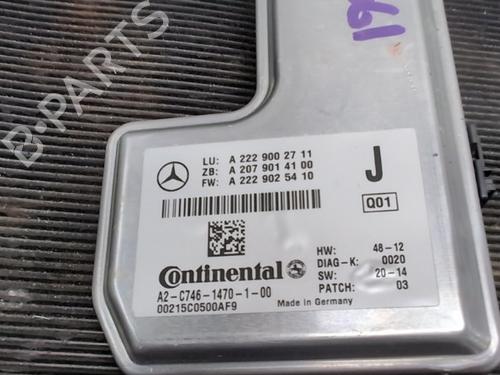 B-PARTS
161
LU: A 222 900 27 11
ZB: A 207 901 41 00
FW: A 222 902 54 10
J
Q01
Continental
A2-C746-1470-1-00
00215C0500AF9
HW: 48-12
DIAG-K: 0020
SW: 20-14
PATCH: 03
Made in Germany